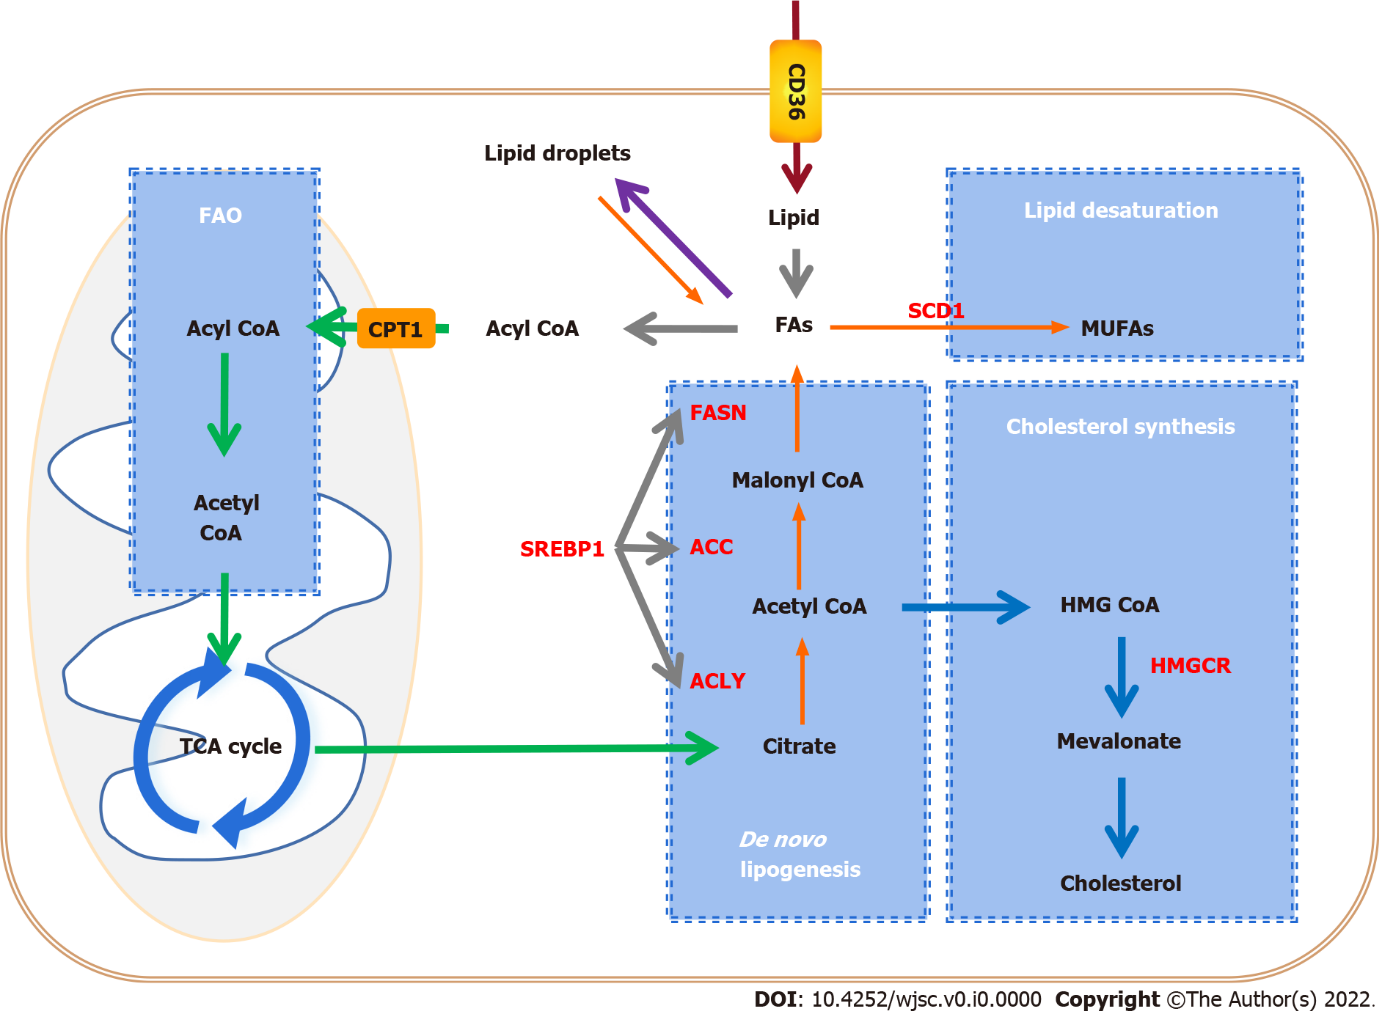 CD36
Lipid droplets
Lipid
FAO
Lipid desaturation
Acyl CoA
CPT1
Acyl CoA
FAs
SCD1
MUFAs
FASN
Cholesterol synthesis
Malonyl CoA
Acetyl
CoA
SREBP1
ACC
Acetyl CoA
HMG CoA
HMGCR
ACLY
TCA cycle
Citrate
Mevalonate
De novo
lipogenesis
Cholesterol
DOI: 10.4252/wjsc.v0.i0.0000 Copyright ©The Author(s) 2022.